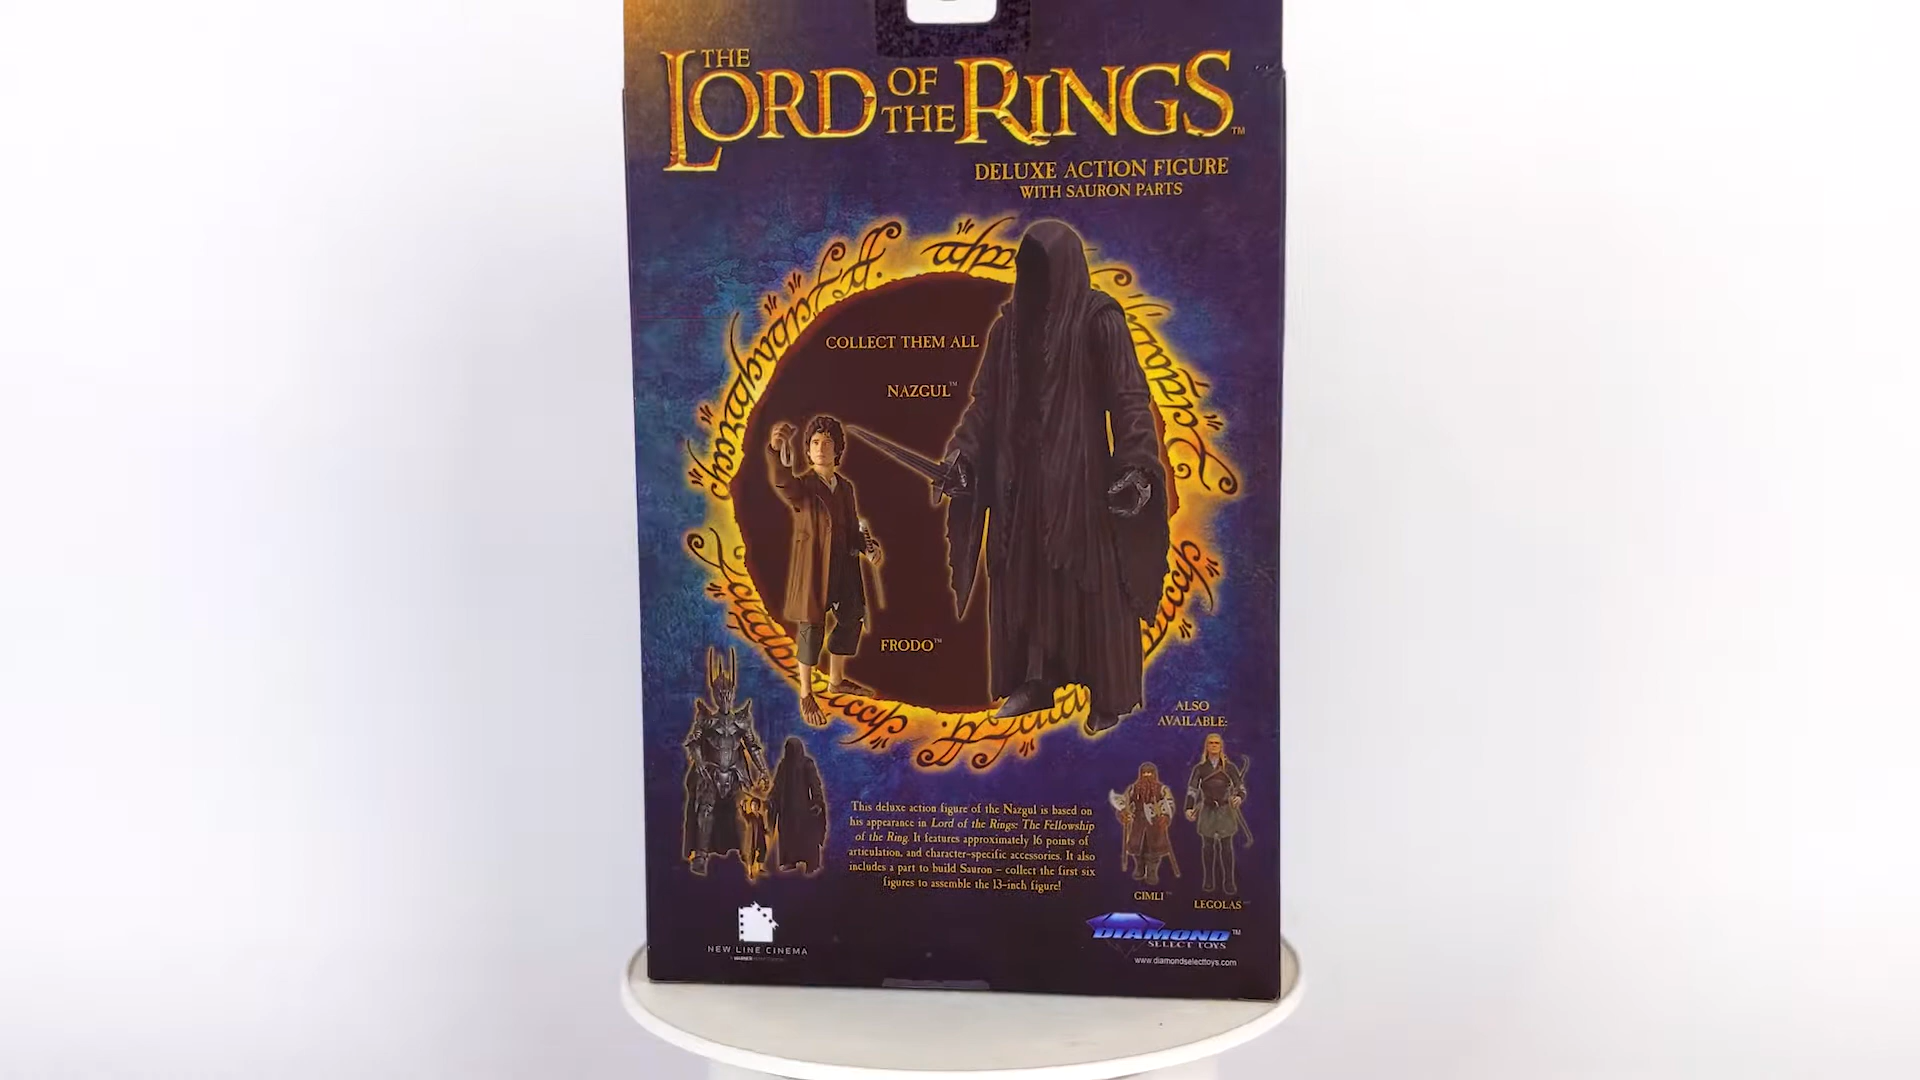 THE
LORD OF THE RINGS™
DELUXE ACTION FIGURE
WITH SAURON PARTS
COLLECT THEM ALL
NAZGUL™
FRODO™
ALSO
AVAILABLE:
This deluxe action figure of the Nazgul is based on
his appearance in Lord of the Rings: The Fellowship
of the Ring. It features approximately 16 points of
articulation, and character-specific accessories. It also
includes a part to build Sauron – collect the first six
figures to assemble the 13-inch figure!
GIMLI™
LEGOLAS™
NEW LINE CINEMA
DIAMOND™
SELECT TOYS
www.diamondselecttoys.com